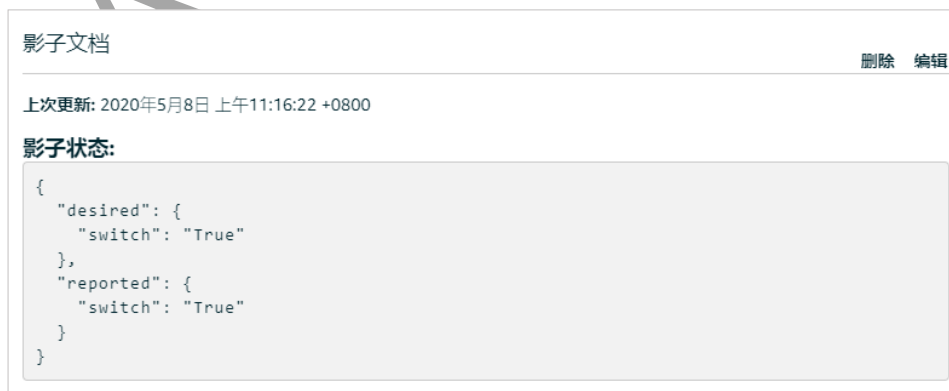 影子文档
删除 编辑
上次更新: 2020年5月8日 上午11:16:22 +0800
影子状态:
{
  "desired": {
    "switch": "True"
  },
  "reported": {
    "switch": "True"
  }
}